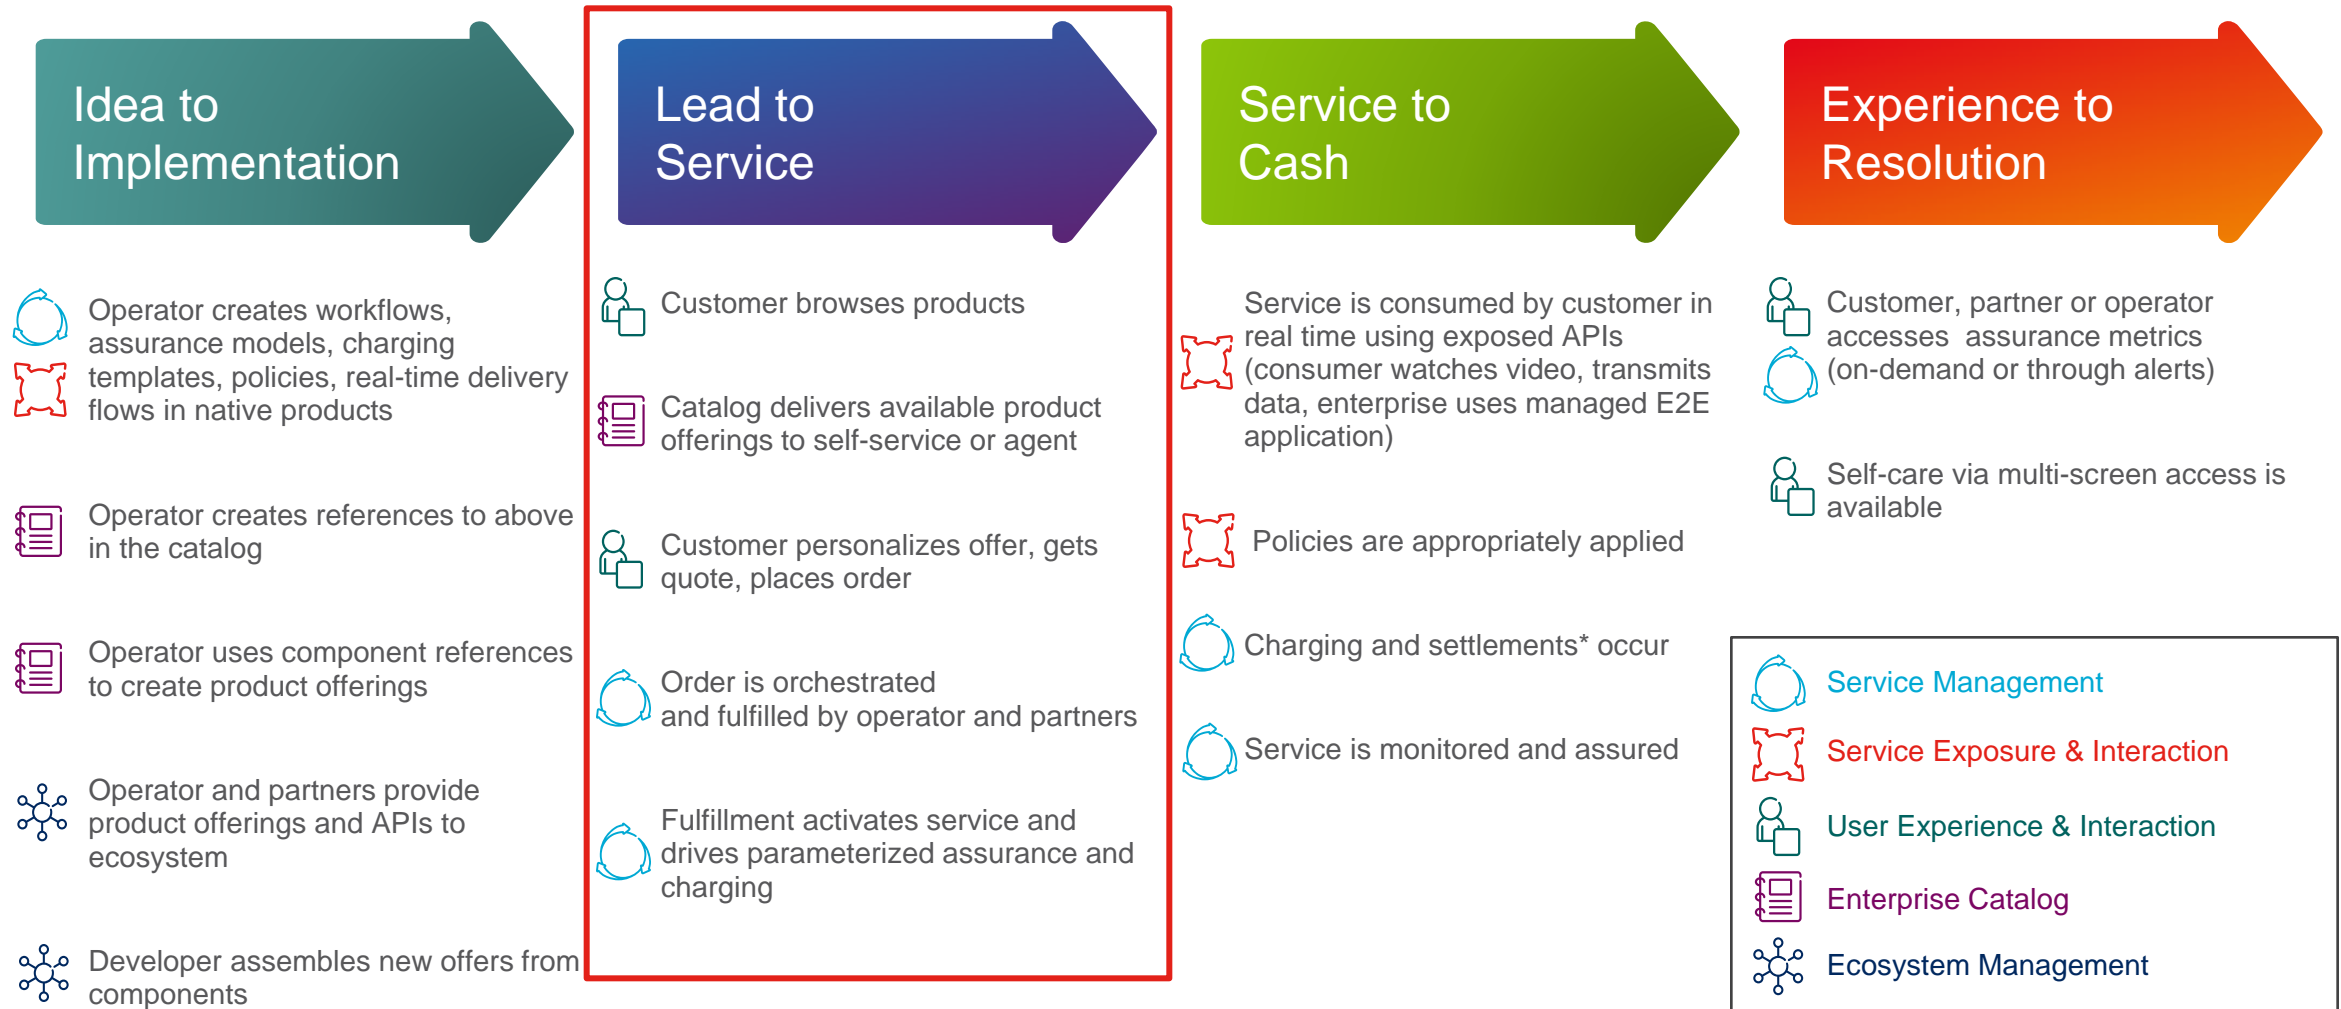 Idea to
Implementation
Operator creates workflows,
assurance models, charging
templates, policies, real-time delivery
flows in native products
Operator creates references to above
in the catalog
Operator uses component references
to create product offerings
Operator and partners provide
product offerings and APIs to
ecosystem
Developer assembles new offers from
components
Lead to
Service
Customer browses products
Catalog delivers available product
offerings to self-service or agent
Customer personalizes offer, gets
quote, places order
Order is orchestrated
and fulfilled by operator and partners
Fulfillment activates service and
drives parameterized assurance and
charging
Service to
Cash
Service is consumed by customer in
real time using exposed APIs
(consumer watches video, transmits
data, enterprise uses managed E2E
application)
Policies are appropriately applied
Charging and settlements* occur
Service is monitored and assured
Experience to
Resolution
Customer, partner or operator
accesses assurance metrics
(on-demand or through alerts)
Self-care via multi-screen access is
available
Service Management
Service Exposure & Interaction
User Experience & Interaction
Enterprise Catalog
Ecosystem Management